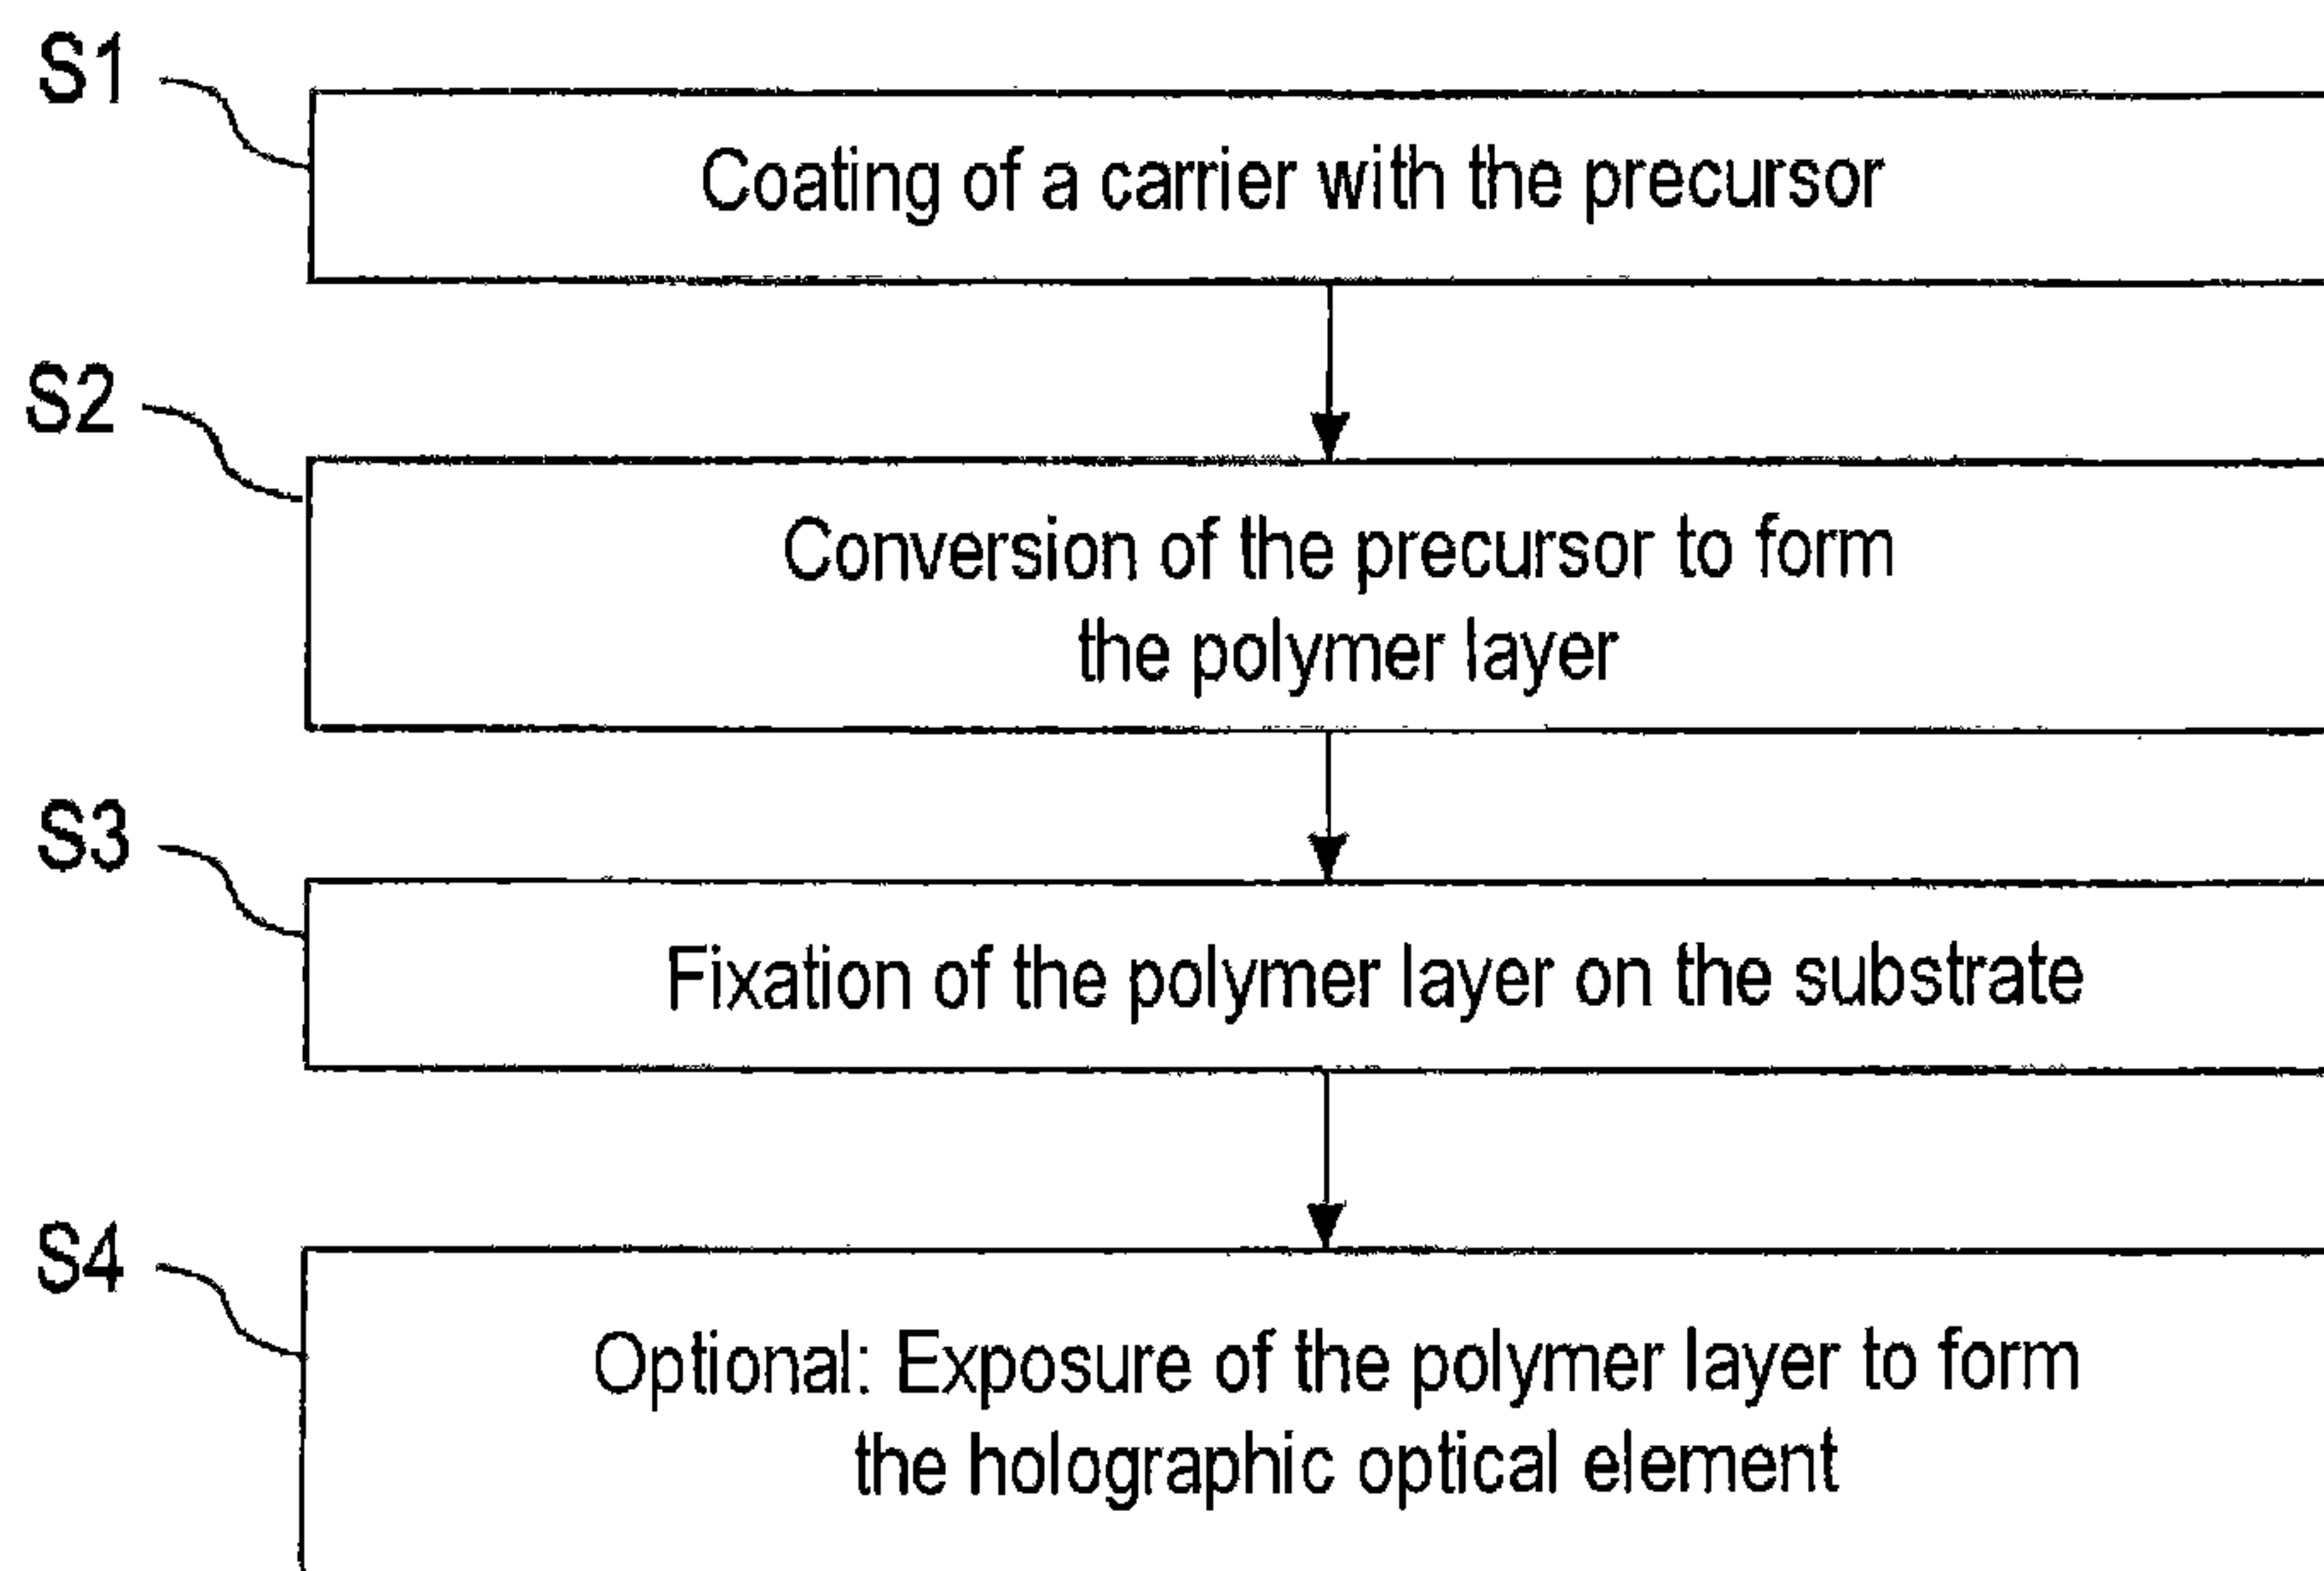 S1
Coating of a carrier with the precursor
S2
Conversion of the precursor to form
the polymer layer
S3
Fixation of the polymer layer on the substrate
S4
Optional: Exposure of the polymer layer to form
the holographic optical element